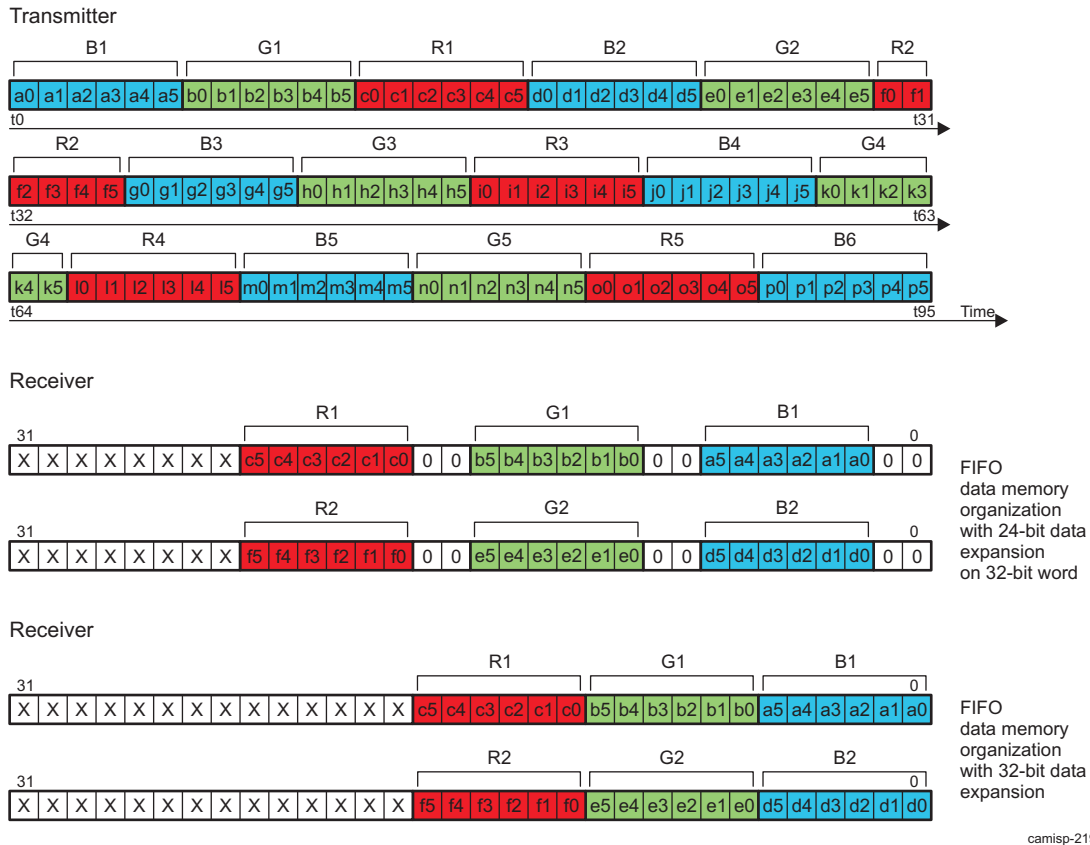 Transmitter
B1 G1 R1 B2 G2 R2
a0 a1 a2 a3 a4 a5 b0 b1 b2 b3 b4 b5 c0 c1 c2 c3 c4 c5 d0 d1 d2 d3 d4 d5 e0 e1 e2 e3 e4 e5 f0 f1
t0 t31
R2 B3 G3 R3 B4 G4
f2 f3 f4 f5 g0 g1 g2 g3 g4 g5 h0 h1 h2 h3 h4 h5 i0 i1 i2 i3 i4 i5 j0 j1 j2 j3 j4 j5 k0 k1 k2 k3
t32 t63
G4 R4 B5 G5 R5 B6
k4 k5 l0 l1 l2 l3 l4 l5 m0 m1 m2 m3 m4 m5 n0 n1 n2 n3 n4 n5 o0 o1 o2 o3 o4 o5 p0 p1 p2 p3 p4 p5
t64 t95 Time
Receiver
R1 G1 B1
31 0
X X X X X X X X c5 c4 c3 c2 c1 c0 0 0 b5 b4 b3 b2 b1 b0 0 0 a5 a4 a3 a2 a1 a0 0 0
R2 G2 B2
31 0
X X X X X X X X f5 f4 f3 f2 f1 f0 0 0 e5 e4 e3 e2 e1 e0 0 0 d5 d4 d3 d2 d1 d0 0 0
FIFO
data memory
organization
with 24-bit data
expansion
on 32-bit word
Receiver
R1 G1 B1
31 0
X X X X X X X X X X X X X X c5 c4 c3 c2 c1 c0 b5 b4 b3 b2 b1 b0 a5 a4 a3 a2 a1 a0
R2 G2 B2
31 0
X X X X X X X X X X X X X X f5 f4 f3 f2 f1 f0 e5 e4 e3 e2 e1 e0 d5 d4 d3 d2 d1 d0
FIFO
data memory
organization
with 32-bit data
expansion
camisp-219